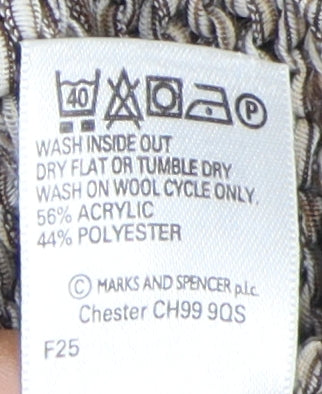 40 P
WASH INSIDE OUT
DRY FLAT OR TUMBLE DRY
WASH ON WOOL CYCLE ONLY.
56% ACRYLIC
44% POLYESTER
© MARKS AND SPENCER p.l.c.
Chester CH99 9QS
F25